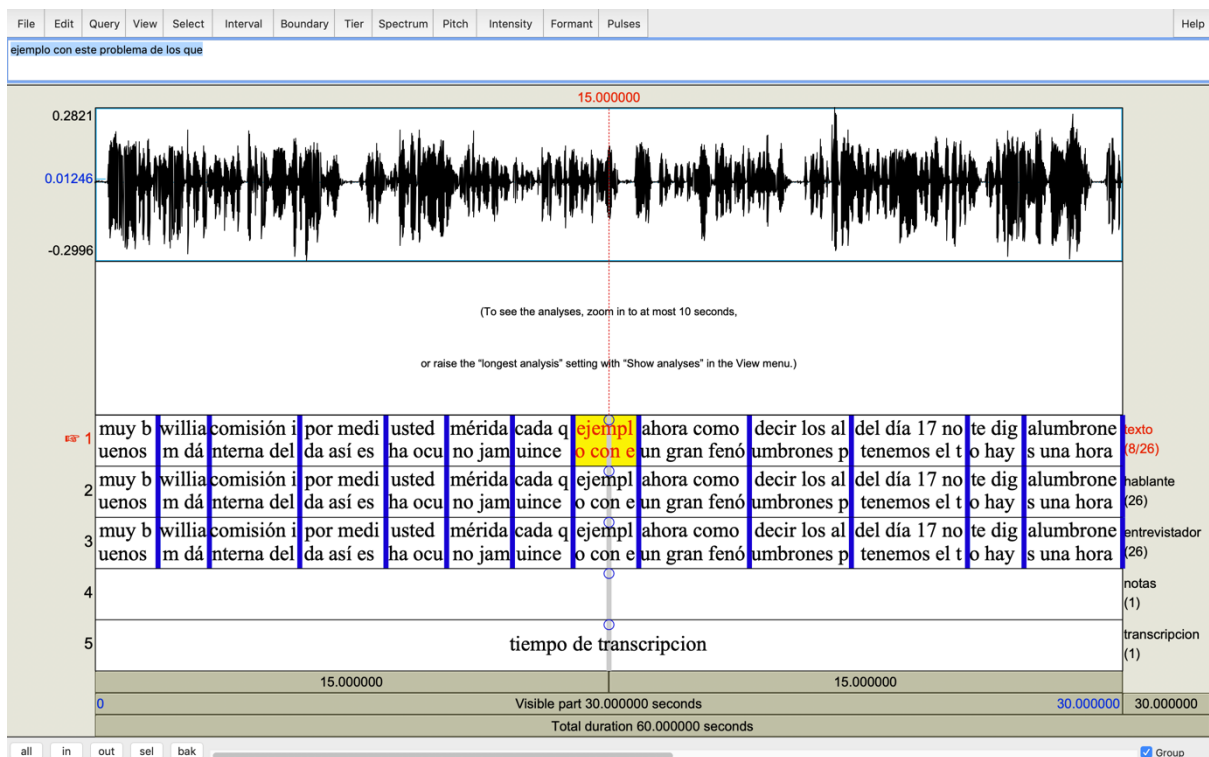 File Edit Query View Select Interval Boundary Tier Spectrum Pitch Intensity Formant Pulses Help
ejemplo con este problema de los que
15.000000
0.2821
0.01246
-0.2996
(To see the analyses, zoom in to at most 10 seconds,
or raise the “longest analysis” setting with “Show analyses” in the View menu.)
muy b willia comisión i por medi usted mérida cada q ejempl ahora como decir los al del día 17 no te dig alumbrone texto
1
uenos m dá nterna del da así es ha ocu no jam uince o con e un gran fenó umbrones p tenemos el t o hay s una hora (8/26)
muy b willia comisión i por medi usted mérida cada q ejempl ahora como decir los al del día 17 no te dig alumbrone hablante
2
uenos m dá nterna del da así es ha ocu no jam uince o con e un gran fenó umbrones p tenemos el t o hay s una hora (26)
muy b willia comisión i por medi usted mérida cada q ejempl ahora como decir los al del día 17 no te dig alumbrone entrevistador
3
uenos m dá nterna del da así es ha ocu no jam uince o con e un gran fenó umbrones p tenemos el t o hay s una hora (26)
notas
4
(1)
transcripcion
5 tiempo de transcripcion
(1)
15.000000 15.000000
0 Visible part 30.000000 seconds 30.000000 30.000000
Total duration 60.000000 seconds
all in out sel bak Group